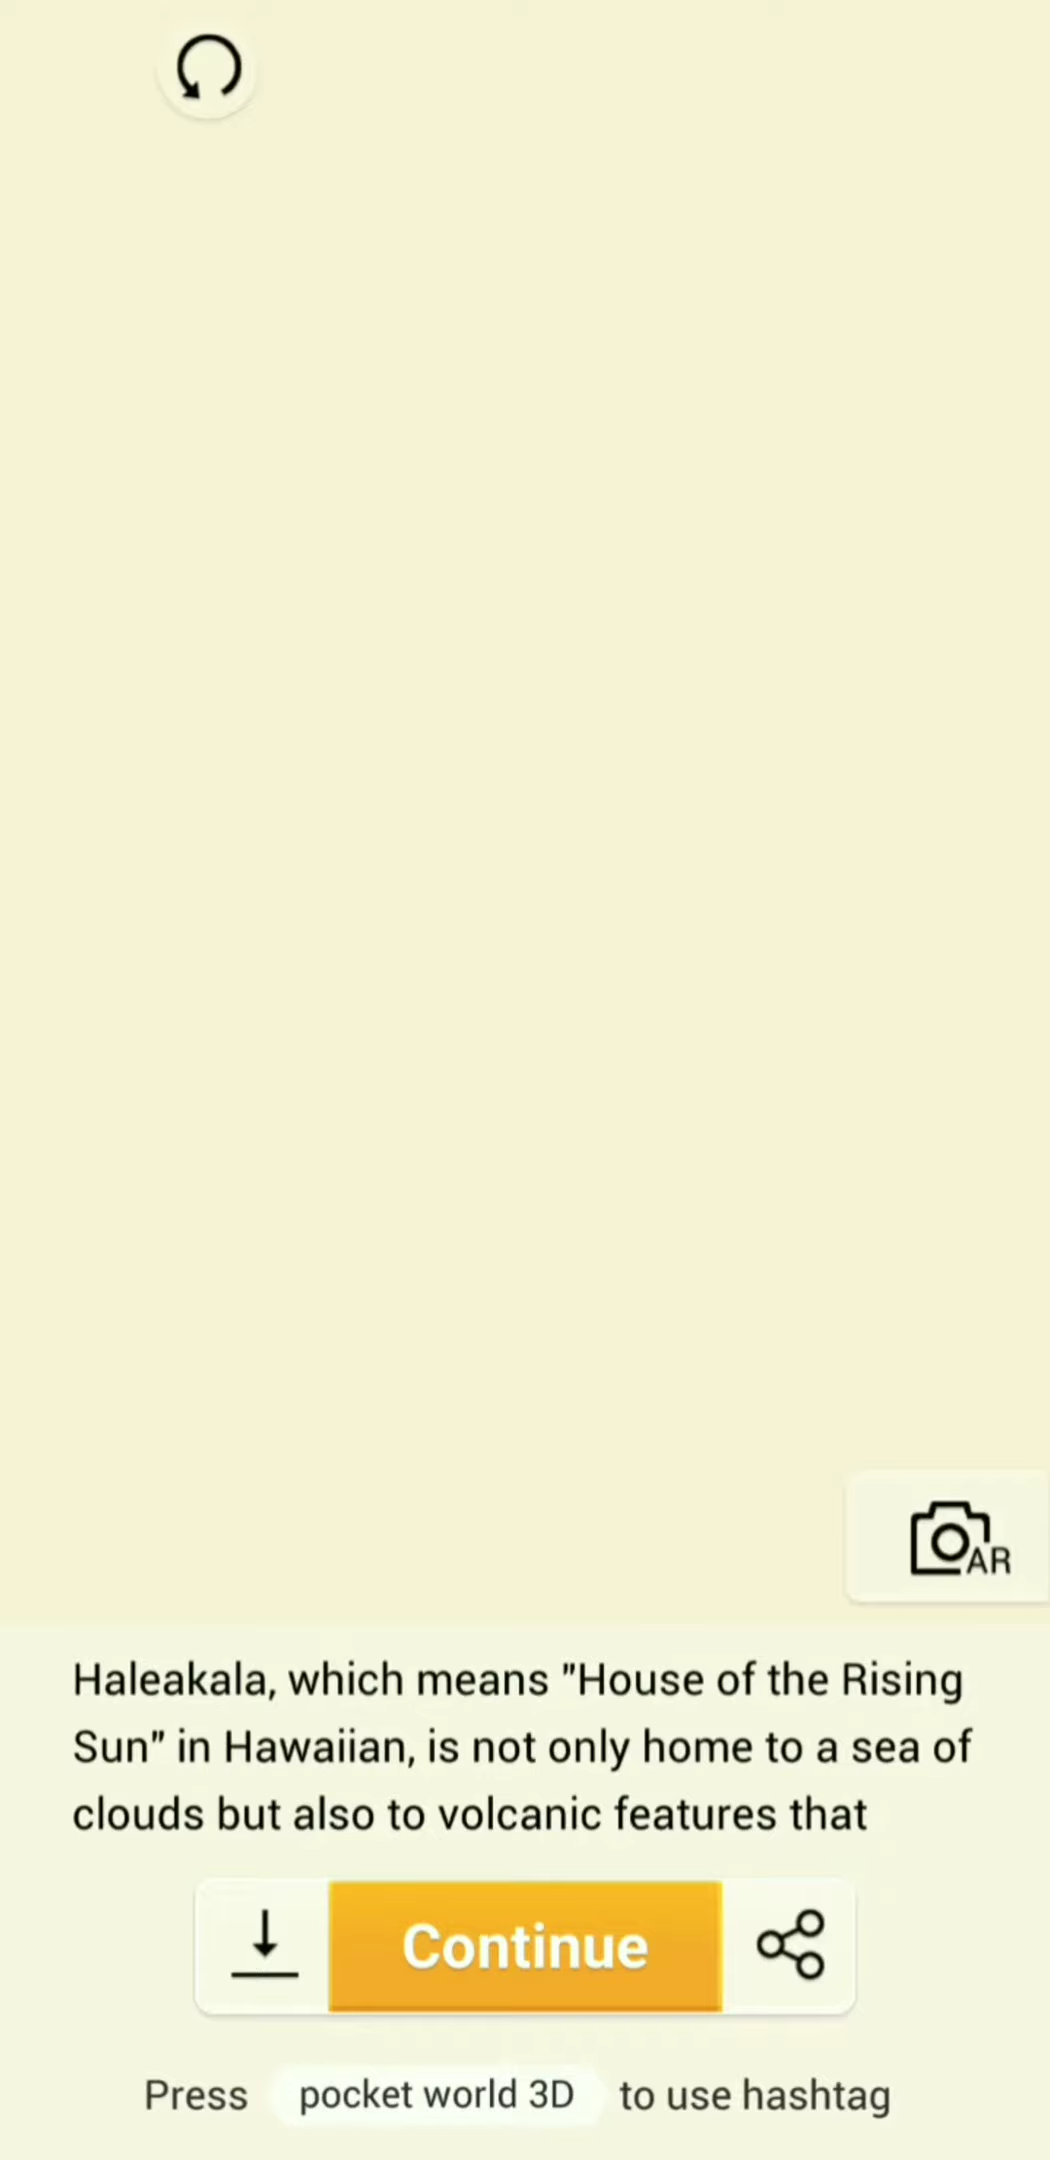 AR
Haleakala, which means "House of the Rising
Sun" in Hawaiian, is not only home to a sea of
clouds but also to volcanic features that
Continue
Press pocket world 3D to use hashtag